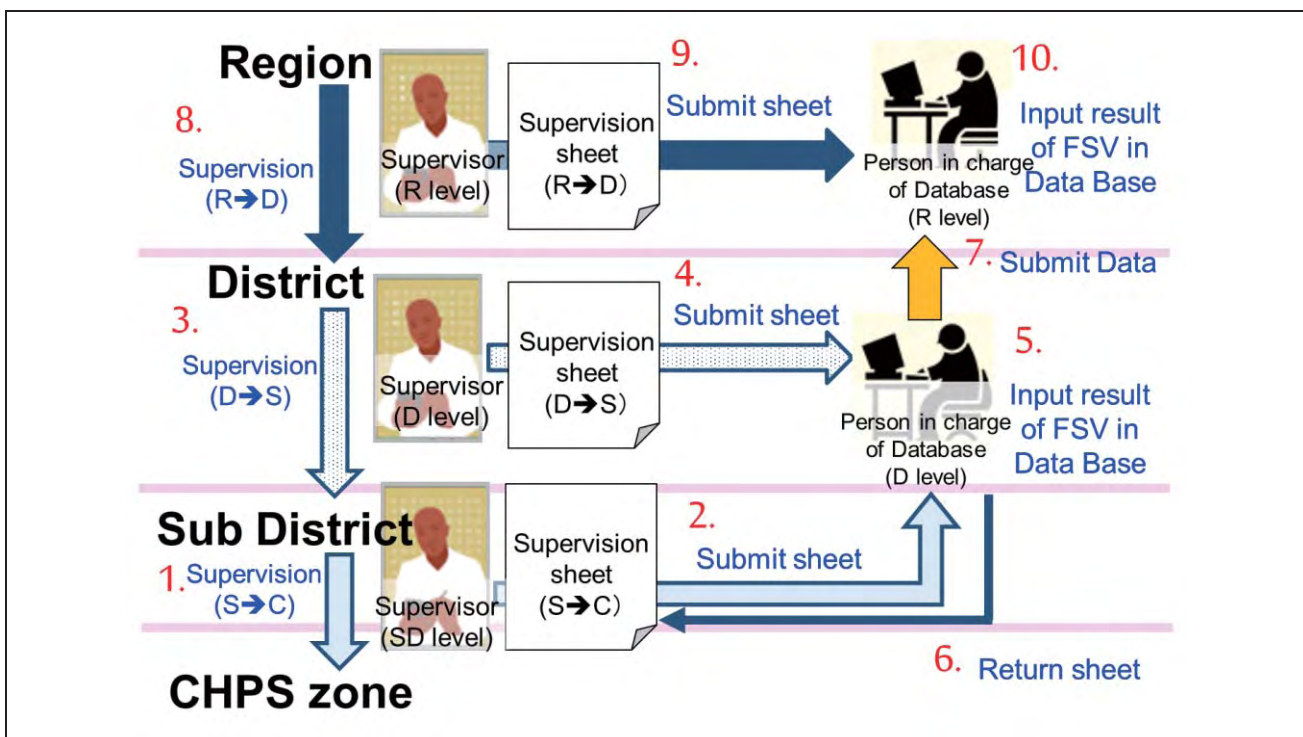 Region
8.
Supervision
(R➔D)
Supervisor
(R level)
Supervision
sheet
(R➔D)
9.
Submit sheet
Person in charge
of Database
(R level)
10.
Input result
of FSV in
Data Base
7. Submit Data
District
3.
Supervision
(D➔S)
Supervisor
(D level)
Supervision
sheet
(D➔S)
4.
Submit sheet
Person in charge
of Database
(D level)
5.
Input result
of FSV in
Data Base
Sub District
1. Supervision
(S➔C)
Supervisor
(SD level)
Supervision
sheet
(S➔C)
2.
Submit sheet
6. Return sheet
CHPS zone